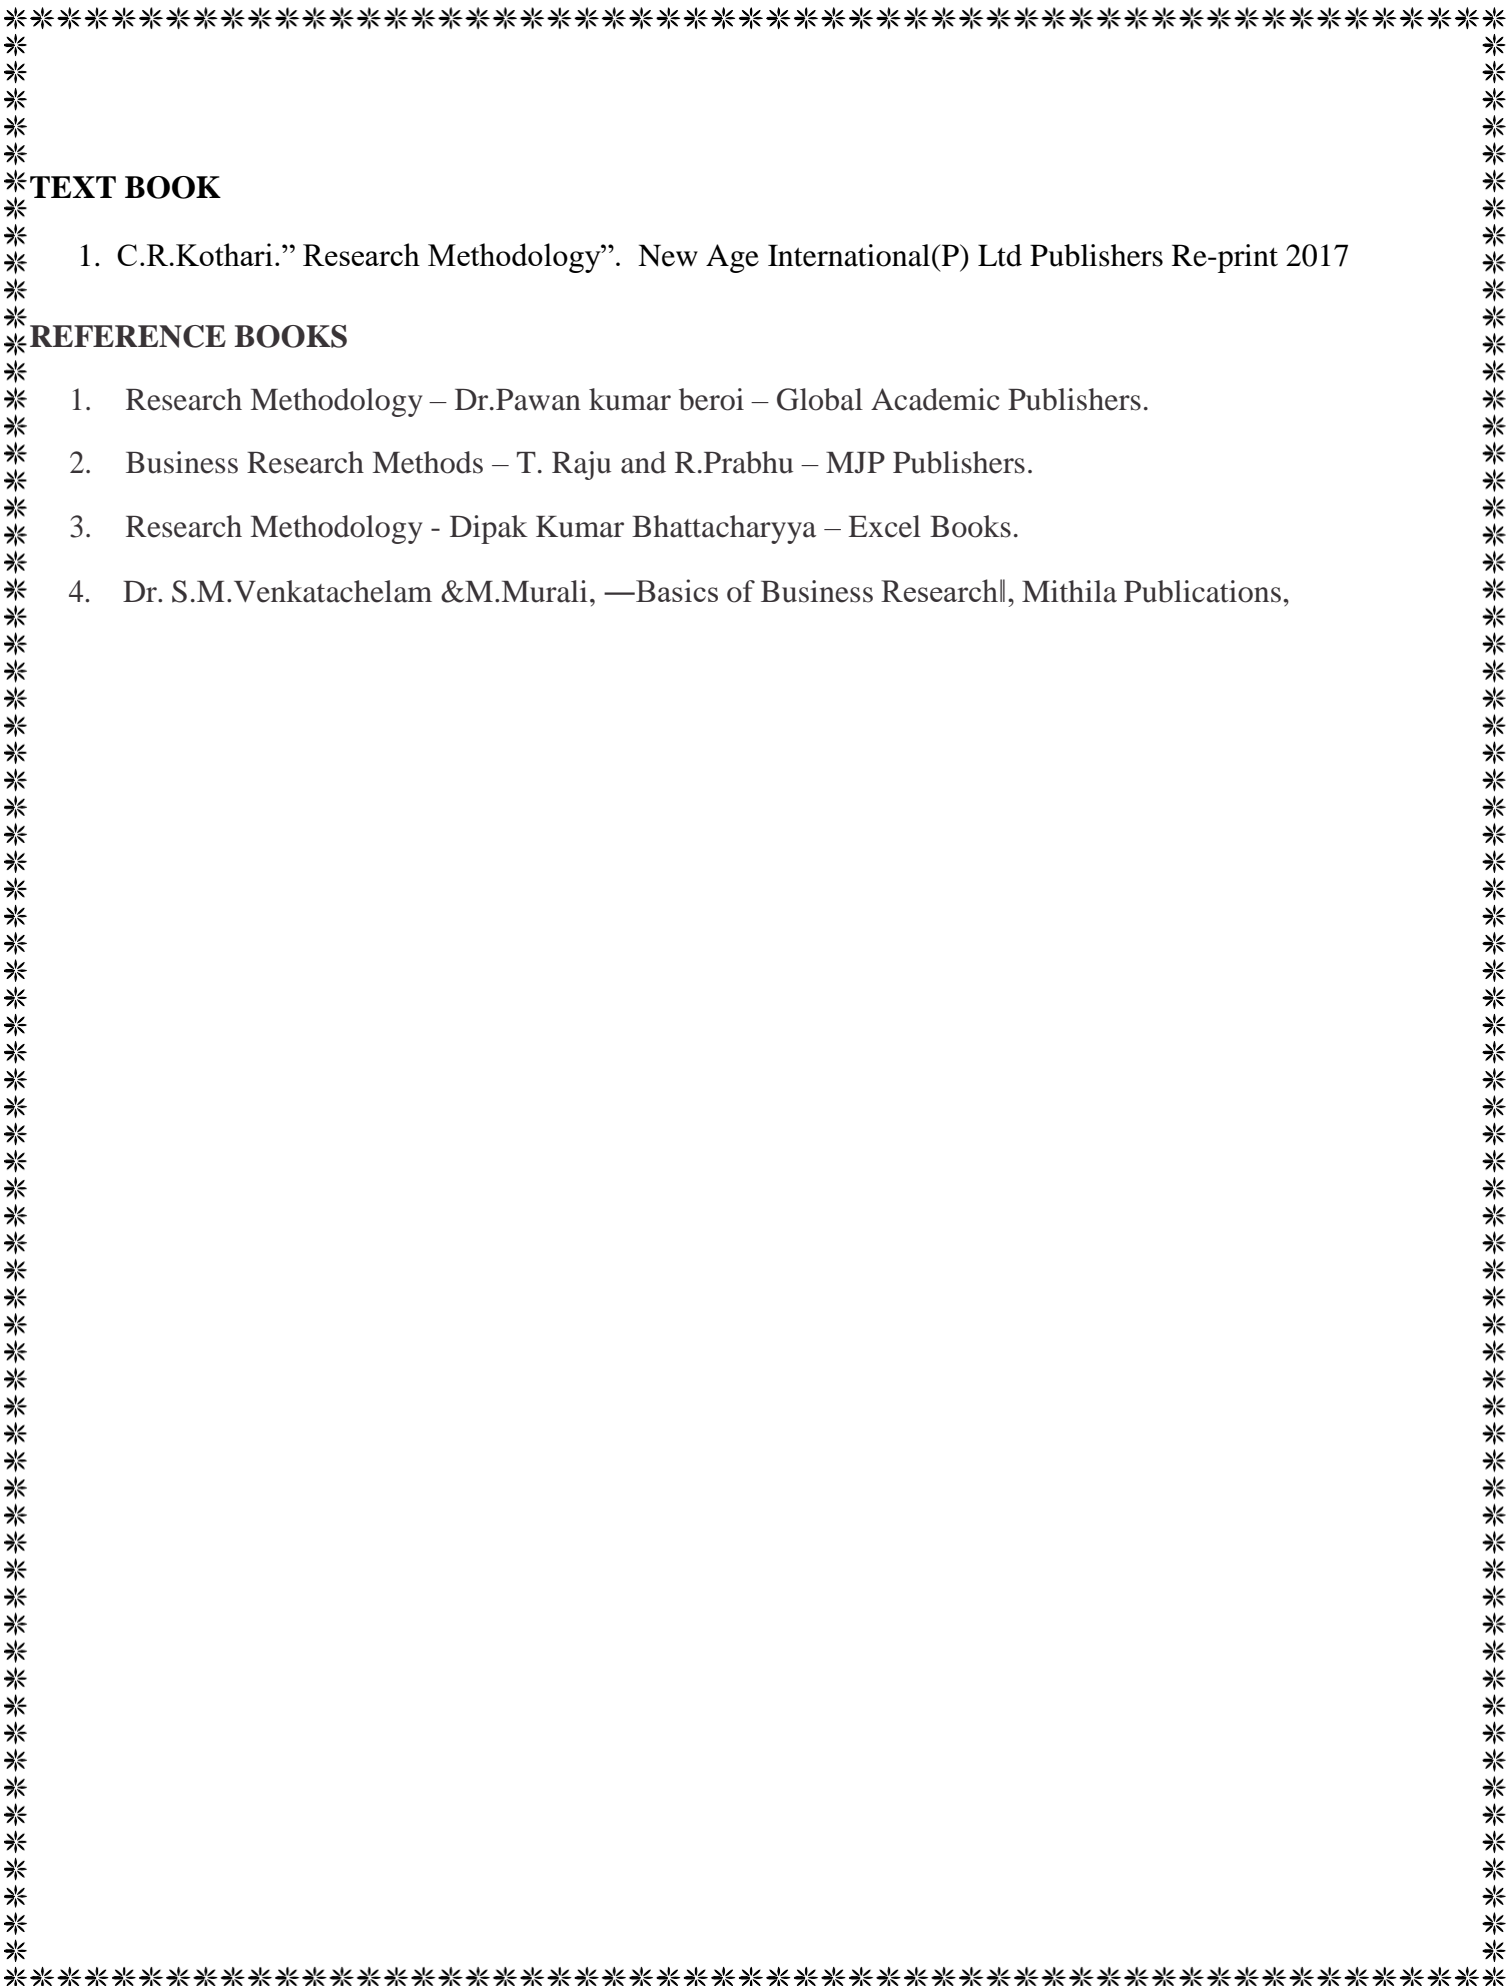 TEXT BOOK
1. C.R.Kothari.” Research Methodology”. New Age International(P) Ltd Publishers Re-print 2017
REFERENCE BOOKS
1. Research Methodology – Dr.Pawan kumar beroi – Global Academic Publishers.
2. Business Research Methods – T. Raju and R.Prabhu – MJP Publishers.
3. Research Methodology - Dipak Kumar Bhattacharyya – Excel Books.
4. Dr. S.M.Venkatachelam &M.Murali, ―Basics of Business Research‖, Mithila Publications,